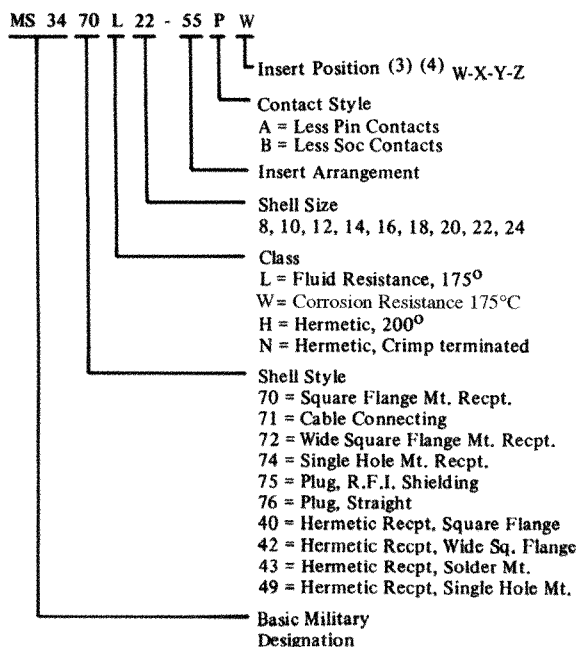 MS 34 70 L 22 - 55 P W
Insert Position (3) (4) W-X-Y-Z
Contact Style
A = Less Pin Contacts
B = Less Soc Contacts
Insert Arrangement
Shell Size
8, 10, 12, 14, 16, 18, 20, 22, 24
Class
L = Fluid Resistance, 175⁰
W= Corrosion Resistance 175°C
H = Hermetic, 200⁰
N = Hermetic, Crimp terminated
Shell Style
70 = Square Flange Mt. Recpt.
71 = Cable Connecting
72 = Wide Square Flange Mt. Recpt.
74 = Single Hole Mt. Recpt.
75 = Plug, R.F.I. Shielding
76 = Plug, Straight
40 = Hermetic Recpt, Square Flange
42 = Hermetic Recpt, Wide Sq. Flange
43 = Hermetic Recpt, Solder Mt.
49 = Hermetic Recpt, Single Hole Mt.
Basic Military
Designation